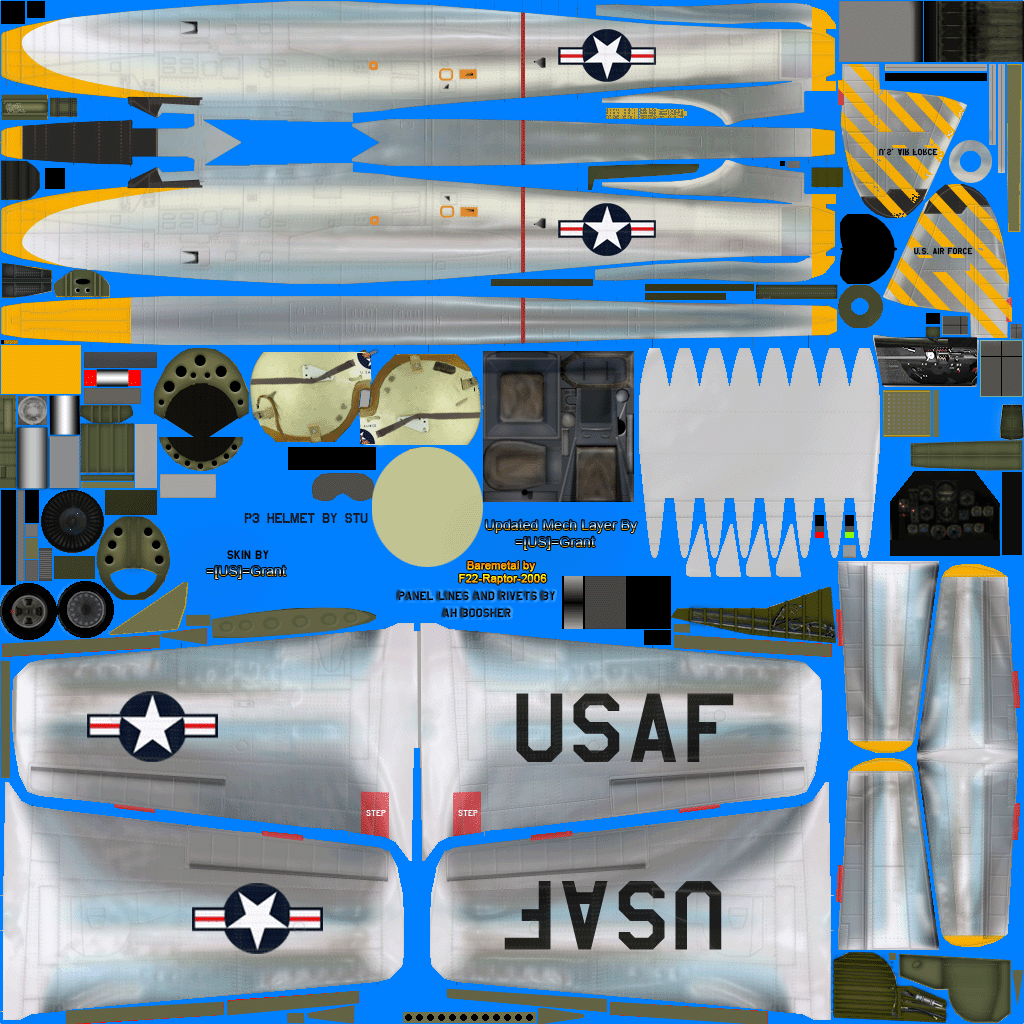 U.S. AIR FORCE
U.S. AIR FORCE
P3 HELMET BY STU
Updated Mech Layer By
=[US]=Grant
SKIN BY
=[US]=Grant
Baremetal by
F22-Raptor-2006
PANEL LINES AND RIVETS BY
AH BOOSHER
USAF
STEP
STEP
USAF